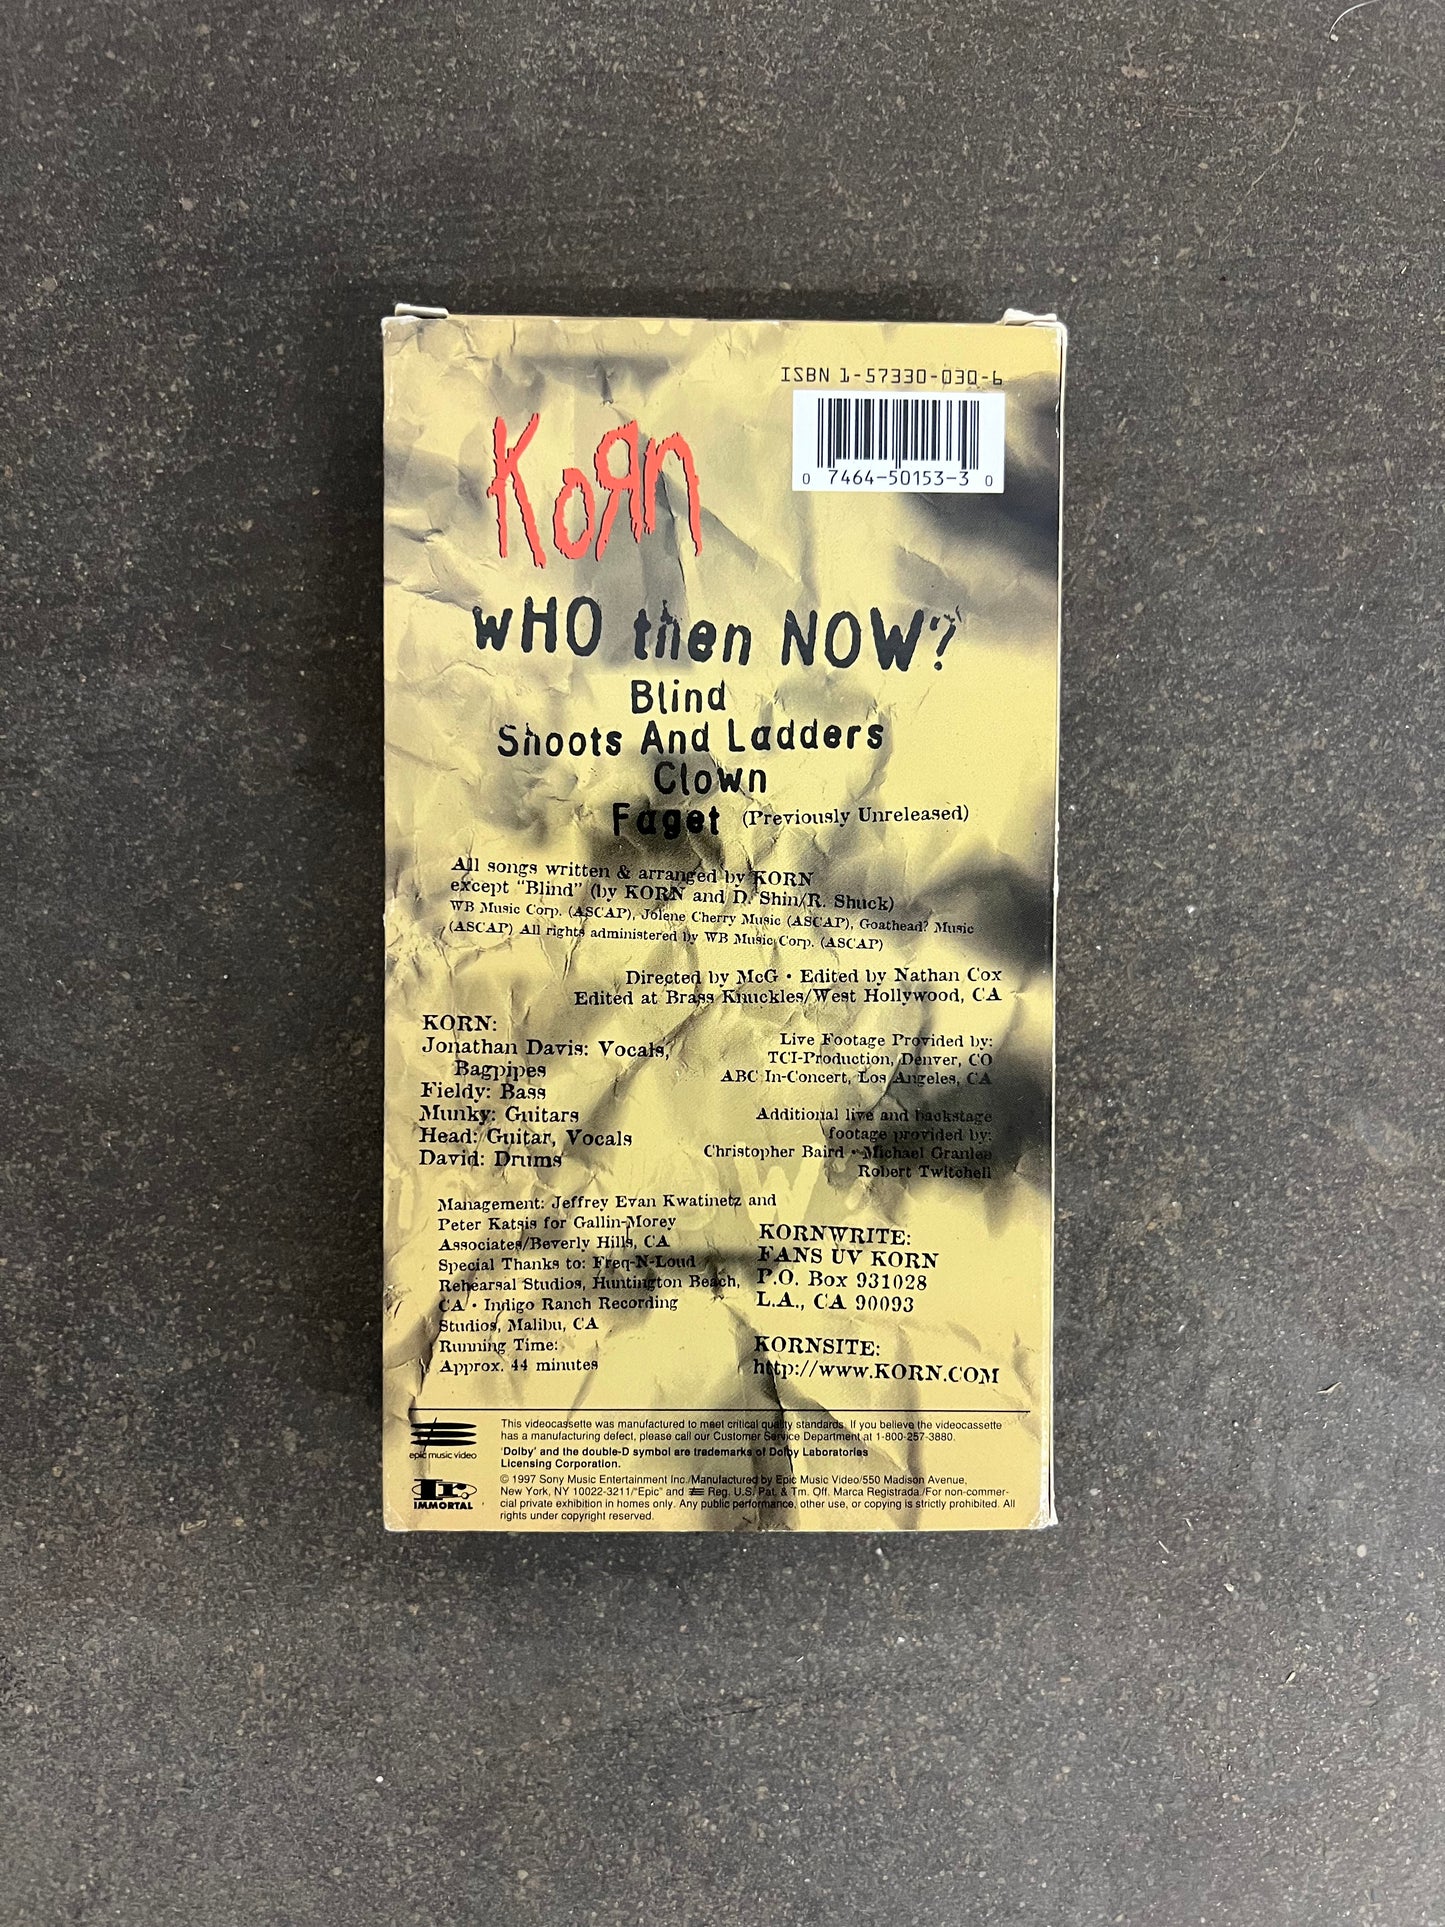 ISBN 1-57330-030-6
0 7464-50153-3 0
KoRn
wHO then NOW?
Blind
Shoots And Ladders
Clown
Faget (Previously Unreleased)
All songs written & arranged by KORN
except "Blind" (by KORN and D. Shin/R. Shuck)
WB Music Corp. (ASCAP), Jolene Cherry Music (ASCAP), Goathead? Music
(ASCAP) All rights administered by WB Music Corp. (ASCAP)
Directed by McG • Edited by Nathan Cox
Edited at Brass Knuckles/West Hollywood, CA
KORN:
Jonathan Davis: Vocals,
Bagpipes
Fieldy: Bass
Munky: Guitars
Head: Guitar, Vocals
David: Drums
Live Footage Provided by:
TCI-Production, Denver, CO
ABC In-Concert, Los Angeles, CA
Additional live and backstage
footage provided by:
Christopher Baird • Michael Granlee
Robert Twitchell
Management: Jeffrey Evan Kwatinetz and
Peter Katsis for Gallin-Morey
Associates/Beverly Hills, CA
Special Thanks to: Freq-N-Loud
Rehearsal Studios, Huntington Beach,
CA • Indigo Ranch Recording
Studios, Malibu, CA
Running Time:
Approx. 44 minutes
KORNWRITE:
FANS UV KORN
P.O. Box 931028
L.A., CA 90093
KORNSITE:
http://www.KORN.COM
epic music video
This videocassette was manufactured to meet critical quality standards. If you believe the videocassette
has a manufacturing defect, please call our Customer Service Department at 1-800-257-3880.
'Dolby' and the double-D symbol are trademarks of Dolby Laboratories
Licensing Corporation.
Ir.
IMMORTAL
© 1997 Sony Music Entertainment Inc./Manufactured by Epic Music Video/550 Madison Avenue,
New York, NY 10022-3211/"Epic" and Reg. U.S. Pat. & Tm. Off. Marca Registrada./For non-commer-
cial private exhibition in homes only. Any public performance, other use, or copying is strictly prohibited. All
rights under copyright reserved.